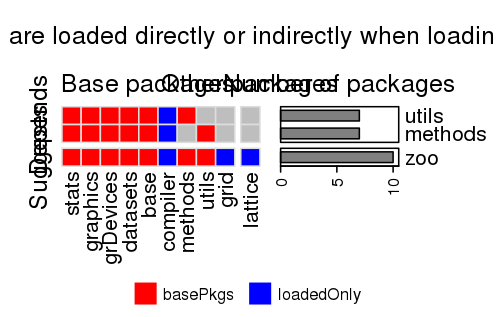 are loaded directly or indirectly when loadin
Base packages
Other packages
Number of packages
Depends
Suggests
utils
methods
zoo
stats
graphics
grDevices
datasets
base
compiler
methods
utils
grid
lattice
0
5
10
basePkgs
loadedOnly